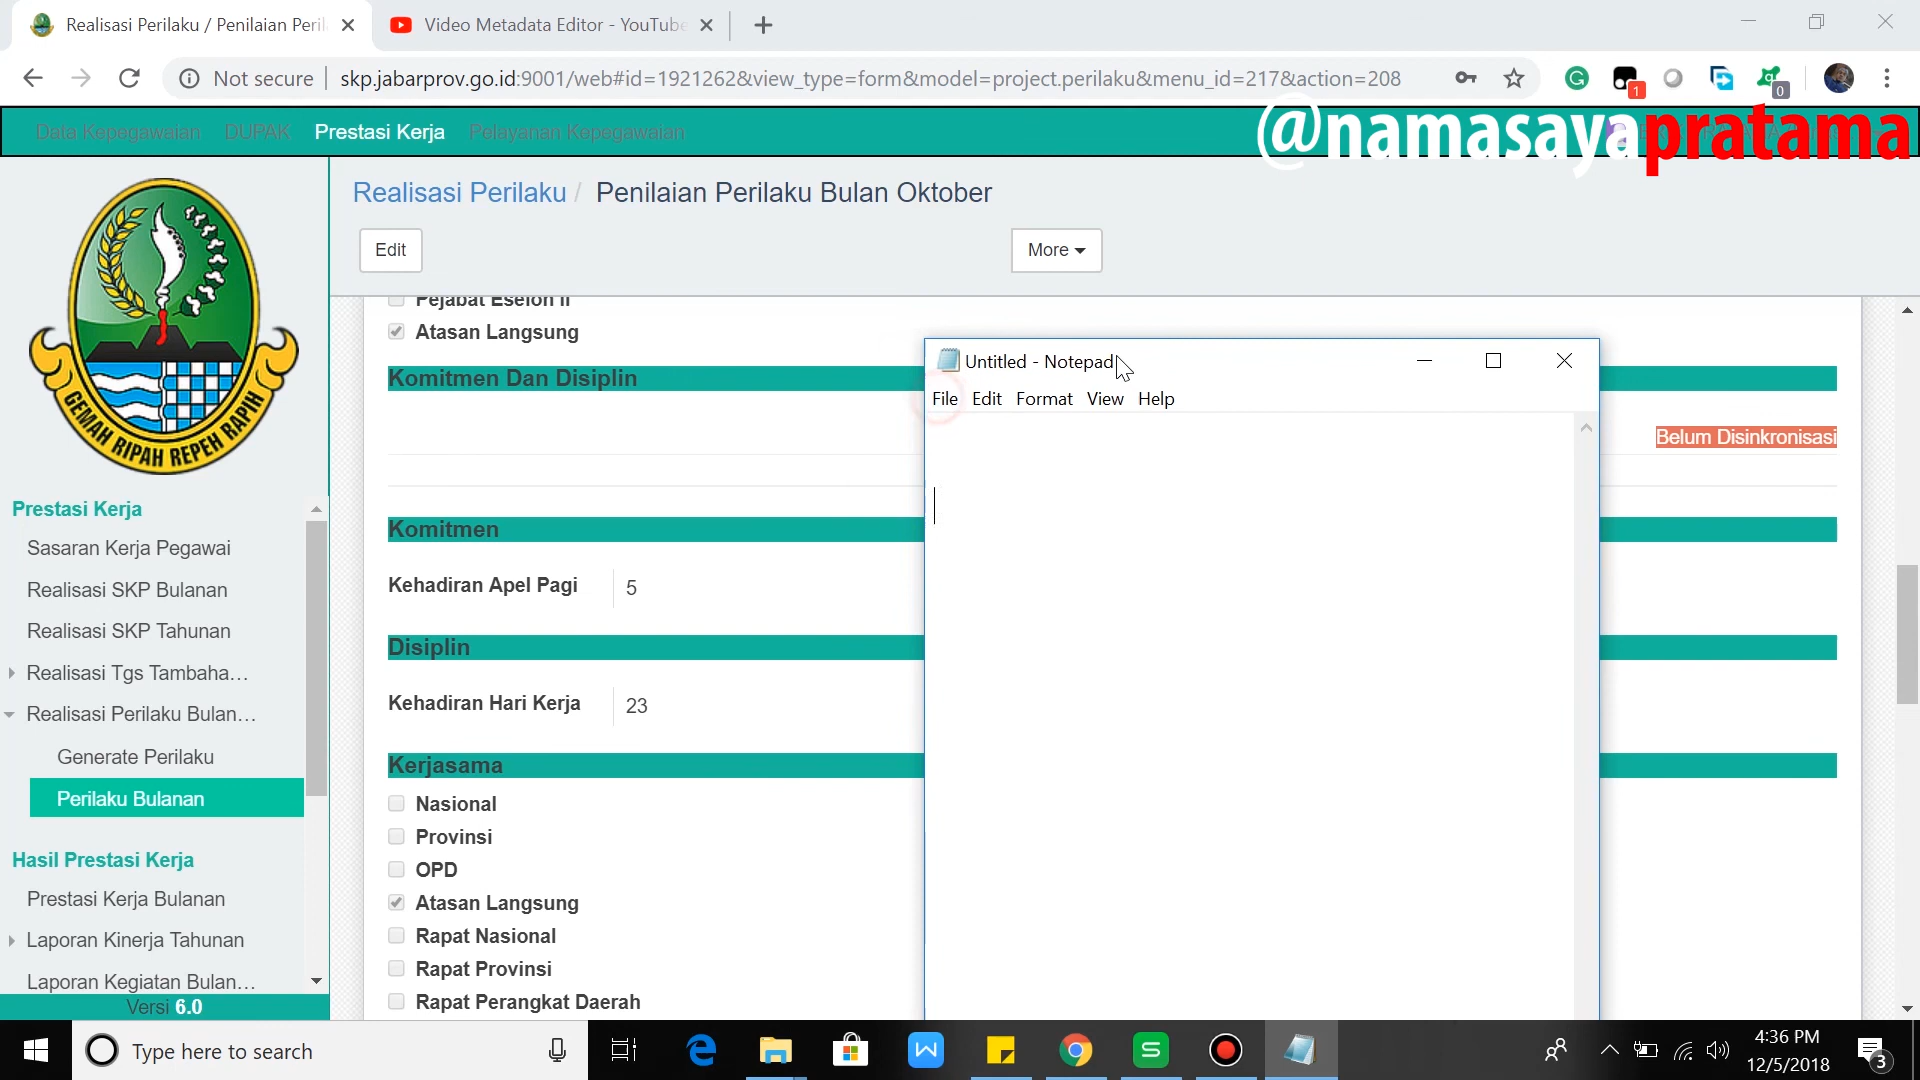 Realisasi Perilaku / Penilaian Peril
Video Metadata Editor - YouTube
Not secure
skp.jabarprov.go.id:9001/web#id=1921262&view_type=form&model=project.perilaku&menu_id=217&action=208
1
0
Data Kepegawaian DUPAK Prestasi Kerja Pelayanan Kepegawaian
@namasayapratama
Realisasi Perilaku / Penilaian Perilaku Bulan Oktober
Edit
More
GEMAH RIPAH REPEH RAPIH
Prestasi Kerja
Sasaran Kerja Pegawai
Realisasi SKP Bulanan
Realisasi SKP Tahunan
Realisasi Tgs Tambaha...
Realisasi Perilaku Bulan...
Generate Perilaku
Perilaku Bulanan
Hasil Prestasi Kerja
Prestasi Kerja Bulanan
Laporan Kinerja Tahunan
Laporan Kegiatan Bulan...
Versi 6.0
Pejabat Eselon II
Atasan Langsung
Komitmen Dan Disiplin
Belum Disinkronisasi
Komitmen
Kehadiran Apel Pagi 5
Disiplin
Kehadiran Hari Kerja 23
Kerjasama
Nasional
Provinsi
OPD
Atasan Langsung
Rapat Nasional
Rapat Provinsi
Rapat Perangkat Daerah
Untitled - Notepad
File Edit Format View Help
Type here to search
4:36 PM
12/5/2018
3